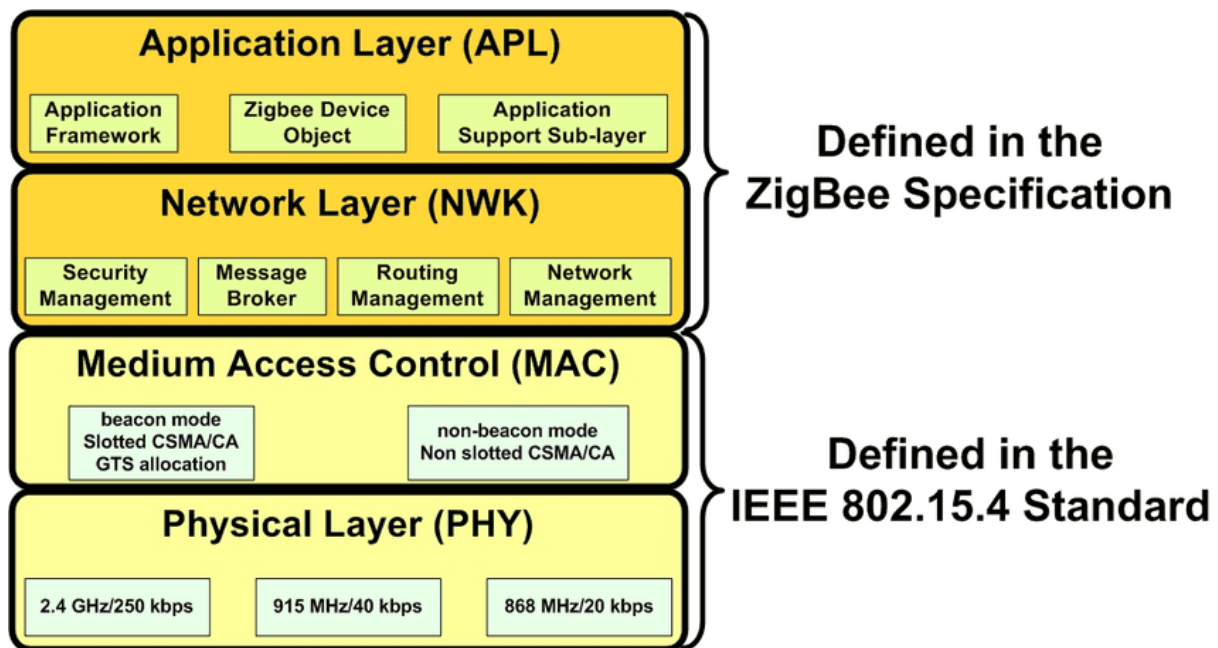 Application Layer (APL)
Application
Framework
Zigbee Device
Object
Application
Support Sub-layer
Defined in the
ZigBee Specification
Network Layer (NWK)
Security
Management
Message
Broker
Routing
Management
Network
Management
Medium Access Control (MAC)
beacon mode
Slotted CSMA/CA
GTS allocation
non-beacon mode
Non slotted CSMA/CA
Defined in the
IEEE 802.15.4 Standard
Physical Layer (PHY)
2.4 GHz/250 kbps
915 MHz/40 kbps
868 MHz/20 kbps